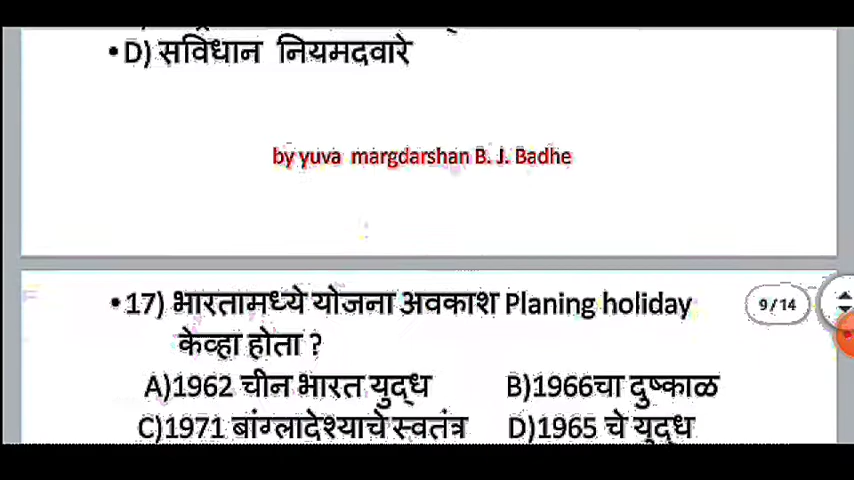 •D) सविधान नियमदवारे
by yuva margdarshan B. J. Badhe
•17) भारतामध्ये योजना अवकाश Planing holiday
केव्हा होता ?
9/14
A)1962 चीन भारत युद्ध B)1966चा दुष्काळ
C)1971 बांग्लादेश्याचे स्वतंत्र D)1965 चे युद्ध